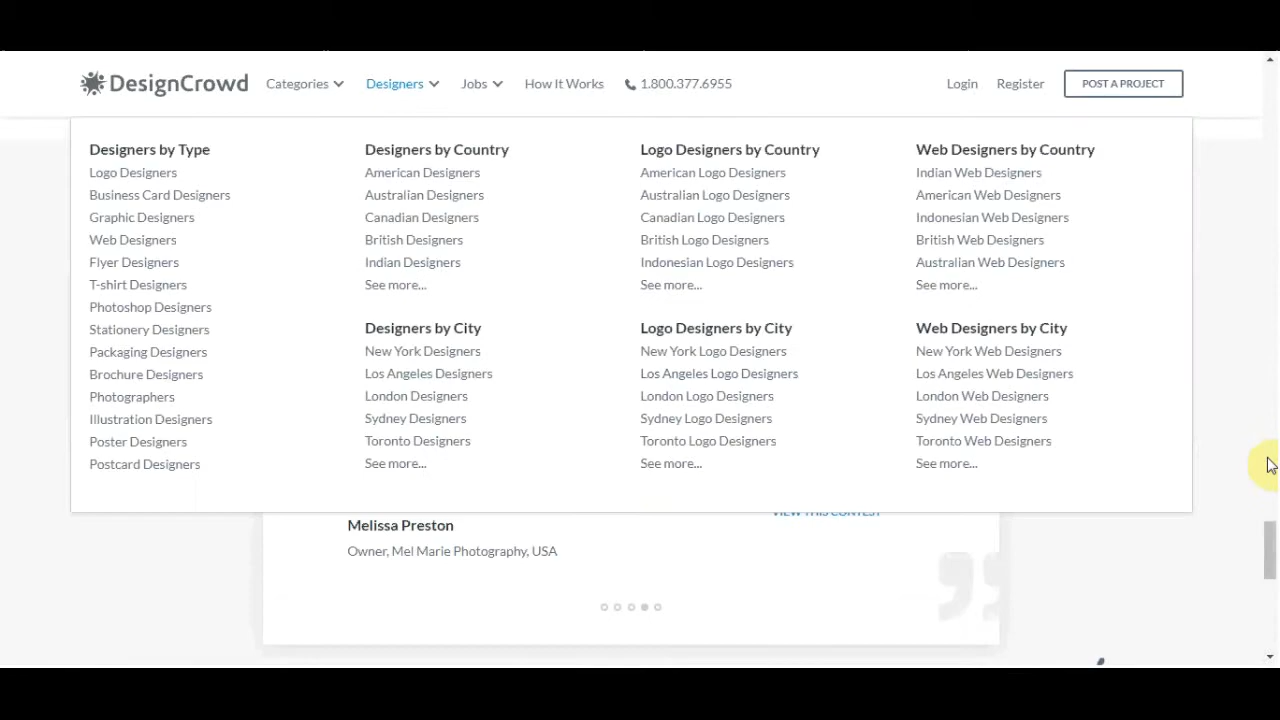 DesignCrowd Categories Designers Jobs How It Works 1.800.377.6955 Login Register POST A PROJECT
Designers by Type
Logo Designers
Business Card Designers
Graphic Designers
Web Designers
Flyer Designers
T-shirt Designers
Photoshop Designers
Stationery Designers
Packaging Designers
Brochure Designers
Photographers
Illustration Designers
Poster Designers
Postcard Designers
Designers by Country
American Designers
Australian Designers
Canadian Designers
British Designers
Indian Designers
See more...
Designers by City
New York Designers
Los Angeles Designers
London Designers
Sydney Designers
Toronto Designers
See more...
Logo Designers by Country
American Logo Designers
Australian Logo Designers
Canadian Logo Designers
British Logo Designers
Indonesian Logo Designers
See more...
Logo Designers by City
New York Logo Designers
Los Angeles Logo Designers
London Logo Designers
Sydney Logo Designers
Toronto Logo Designers
See more...
Web Designers by Country
Indian Web Designers
American Web Designers
Indonesian Web Designers
British Web Designers
Australian Web Designers
See more...
Web Designers by City
New York Web Designers
Los Angeles Web Designers
London Web Designers
Sydney Web Designers
Toronto Web Designers
See more...
VIEW THIS CONTEST
Melissa Preston
Owner, Mel Marie Photography, USA